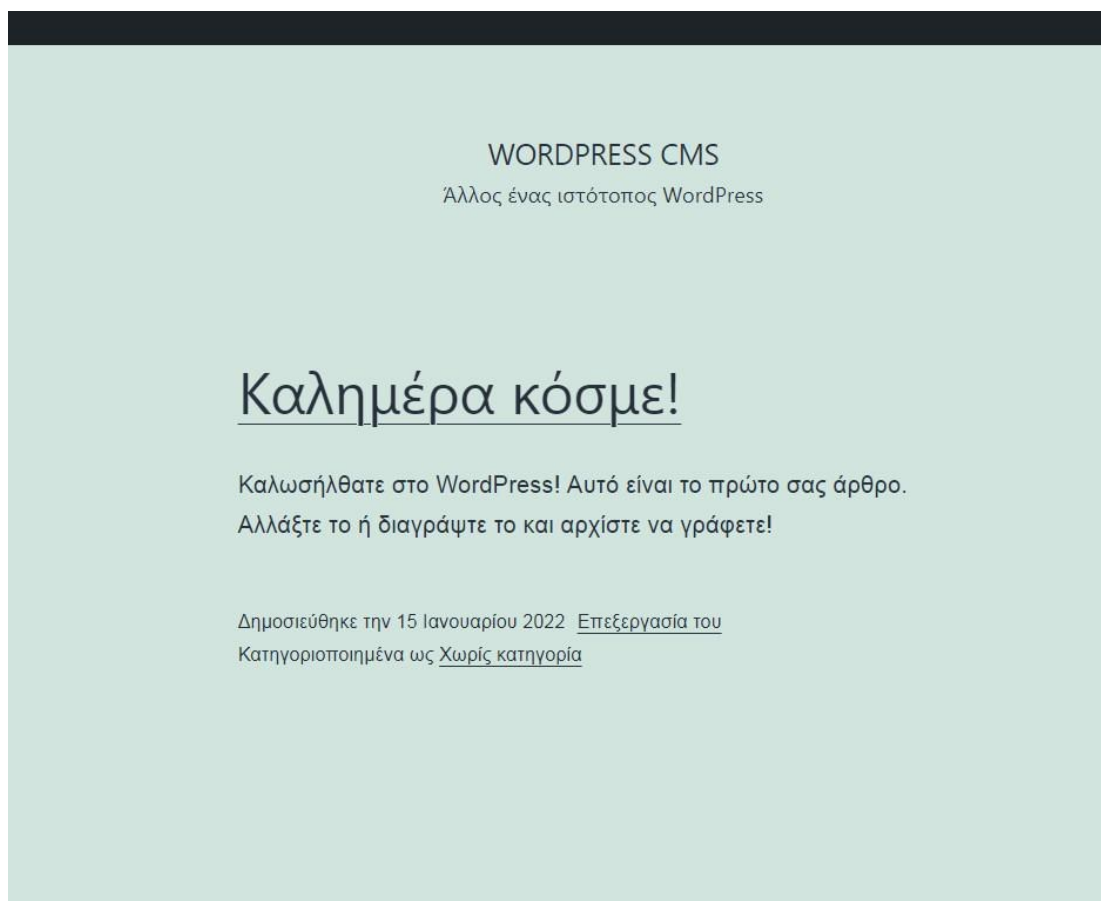 WORDPRESS CMS
Άλλος ένας ιστότοπος WordPress
Καλημέρα κόσμε!
Καλωσήλθατε στο WordPress! Αυτό είναι το πρώτο σας άρθρο.
Αλλάξτε το ή διαγράψτε το και αρχίστε να γράφετε!
Δημοσιεύθηκε την 15 Ιανουαρίου 2022 Επεξεργασία του
Κατηγοριοποιημένα ως Χωρίς κατηγορία